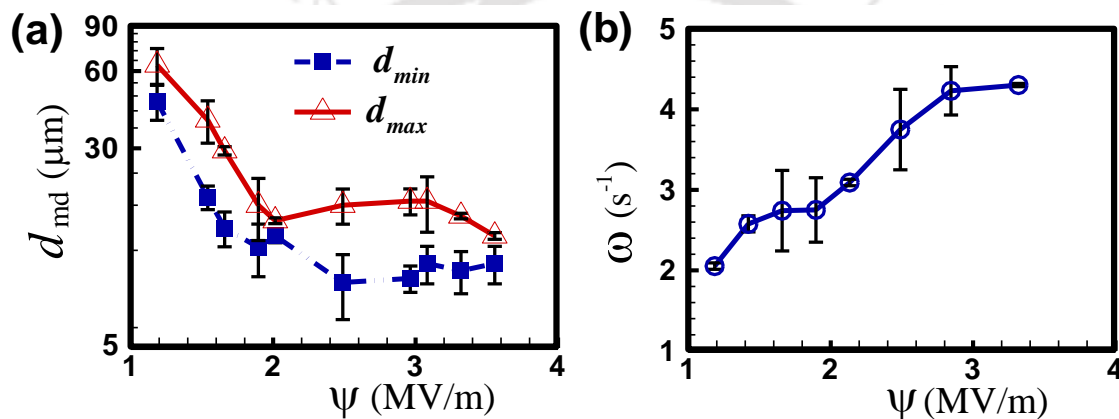 (a)
90
60
30
5
d_md (μm)
d_min
d_max
1 2 3 4
ψ (MV/m)
(b)
5
4
3
2
1
ω (s⁻¹)
1 2 3 4
ψ (MV/m)